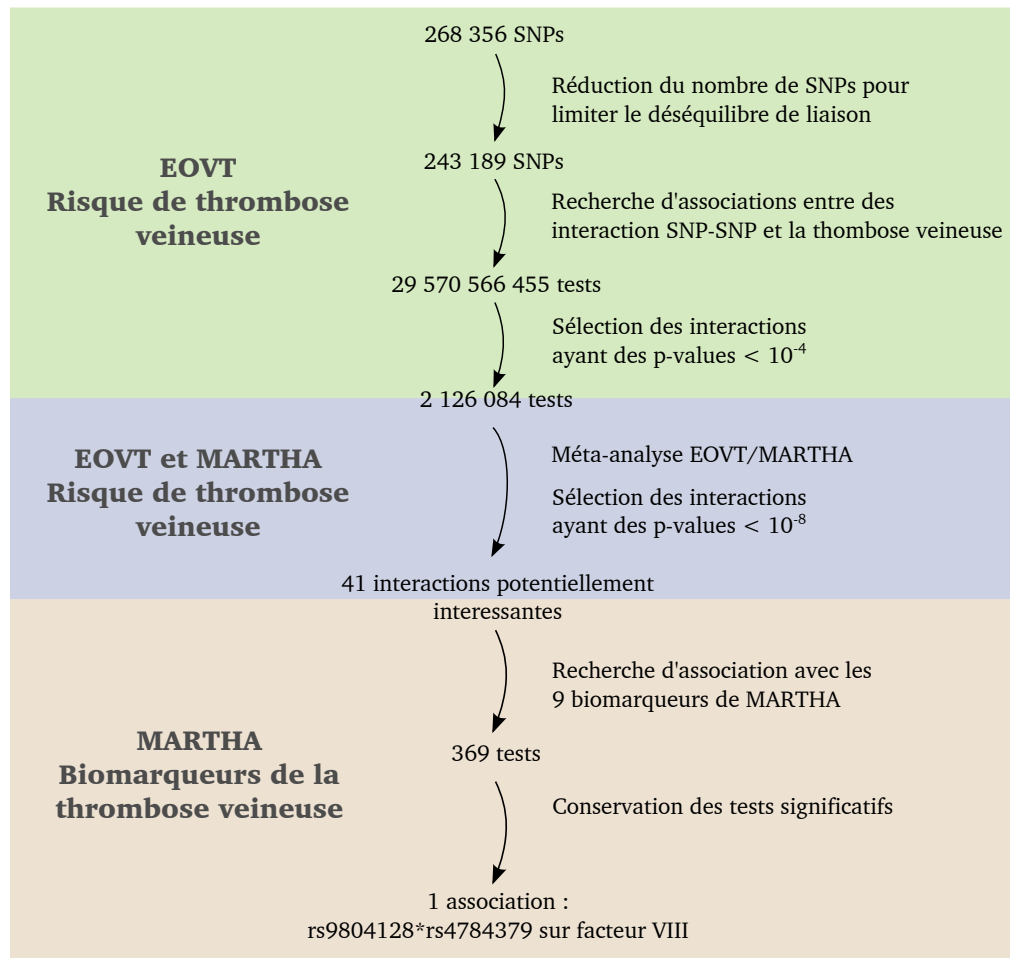 268 356 SNPs
Réduction du nombre de SNPs pour
limiter le déséquilibre de liaison
243 189 SNPs
EOVT
Risque de thrombose
veineuse
Recherche d'associations entre des
interaction SNP-SNP et la thombose veineuse
29 570 566 455 tests
Sélection des interactions
ayant des p-values < 10-4
2 126 084 tests
EOVT et MARTHA
Risque de thrombose
veineuse
Méta-analyse EOVT/MARTHA
Sélection des interactions
ayant des p-values < 10-8
41 interactions potentiellement
interessantes
Recherche d'association avec les
9 biomarqueurs de MARTHA
369 tests
MARTHA
Biomarqueurs de la
thrombose veineuse
Conservation des tests significatifs
1 association :
rs9804128*rs4784379 sur facteur VIII